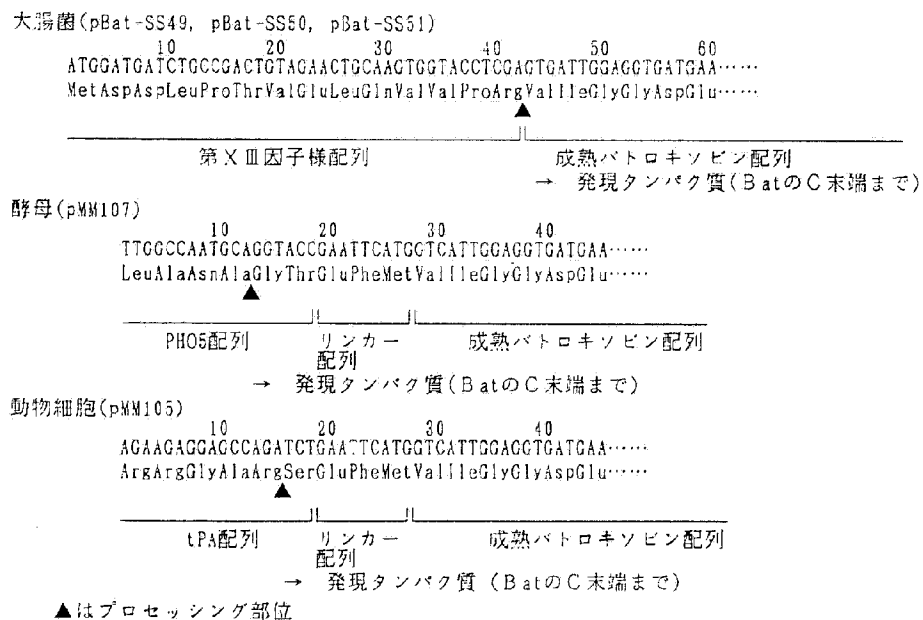 大腸菌(pBat-SS49, pBat-SS50, pBat-SS51)
10 20 30 40 50 60
ATGGATGATCTGCCGACTGTAGAACTGCAAGTGGTACCTCGAGTGATTGGAGGTGATGAA……
MetAspAspLeuProThrValGluLeuGlnValValProArgValIleGlyGlyAspGlu……
▲
第ⅩⅢ因子様配列 成熟バトロキソビン配列
→ 発現タンパク質(BatのC末端まで)
酵母(pMM107)
10 20 30 40
TTGGCCAATGCAGGTACCGAATTCATGGTCATTGGAGGTGATGAA……
LeuAlaAsnAlaGlyThrGluPheMetValIleGlyGlyAspGlu……
▲
PHO5配列 リンカー 成熟バトロキソビン配列
配列
→ 発現タンパク質(BatのC末端まで)
動物細胞(pMM105)
10 20 30 40
AGAAGAGGAGCCAGATCTGAATTCATGGTCATTGGAGGTGATGAA……
ArgArgGlyAlaArgSerGluPheMetValIleGlyGlyAspGlu……
▲
tPA配列 リンカー 成熟バトロキソビン配列
配列
→ 発現タンパク質 (BatのC末端まで)
▲はプロセッシング部位